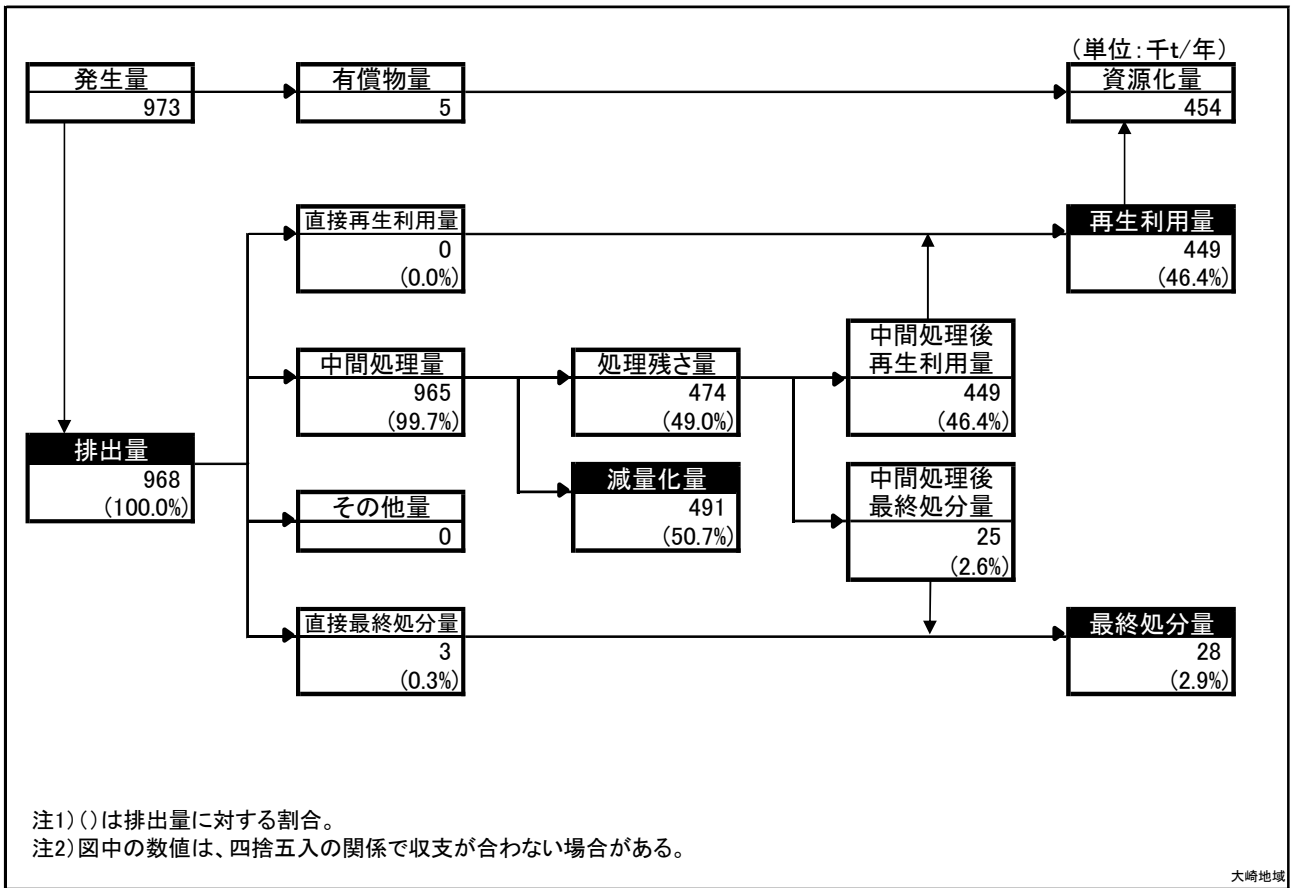 (単位:千t/年)
発生量
973
有償物量
5
資源化量
454
直接再生利用量
0
(0.0%)
再生利用量
449
(46.4%)
中間処理量
965
(99.7%)
処理残さ量
474
(49.0%)
中間処理後
再生利用量
449
(46.4%)
排出量
968
(100.0%)
その他量
0
減量化量
491
(50.7%)
中間処理後
最終処分量
25
(2.6%)
直接最終処分量
3
(0.3%)
最終処分量
28
(2.9%)
注1)()は排出量に対する割合。
注2)図中の数値は、四捨五入の関係で収支が合わない場合がある。
大崎地域